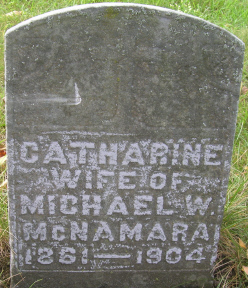 CATHARINE
WIFE OF
MICHAEL W.
McNAMARA
1861 — 1904